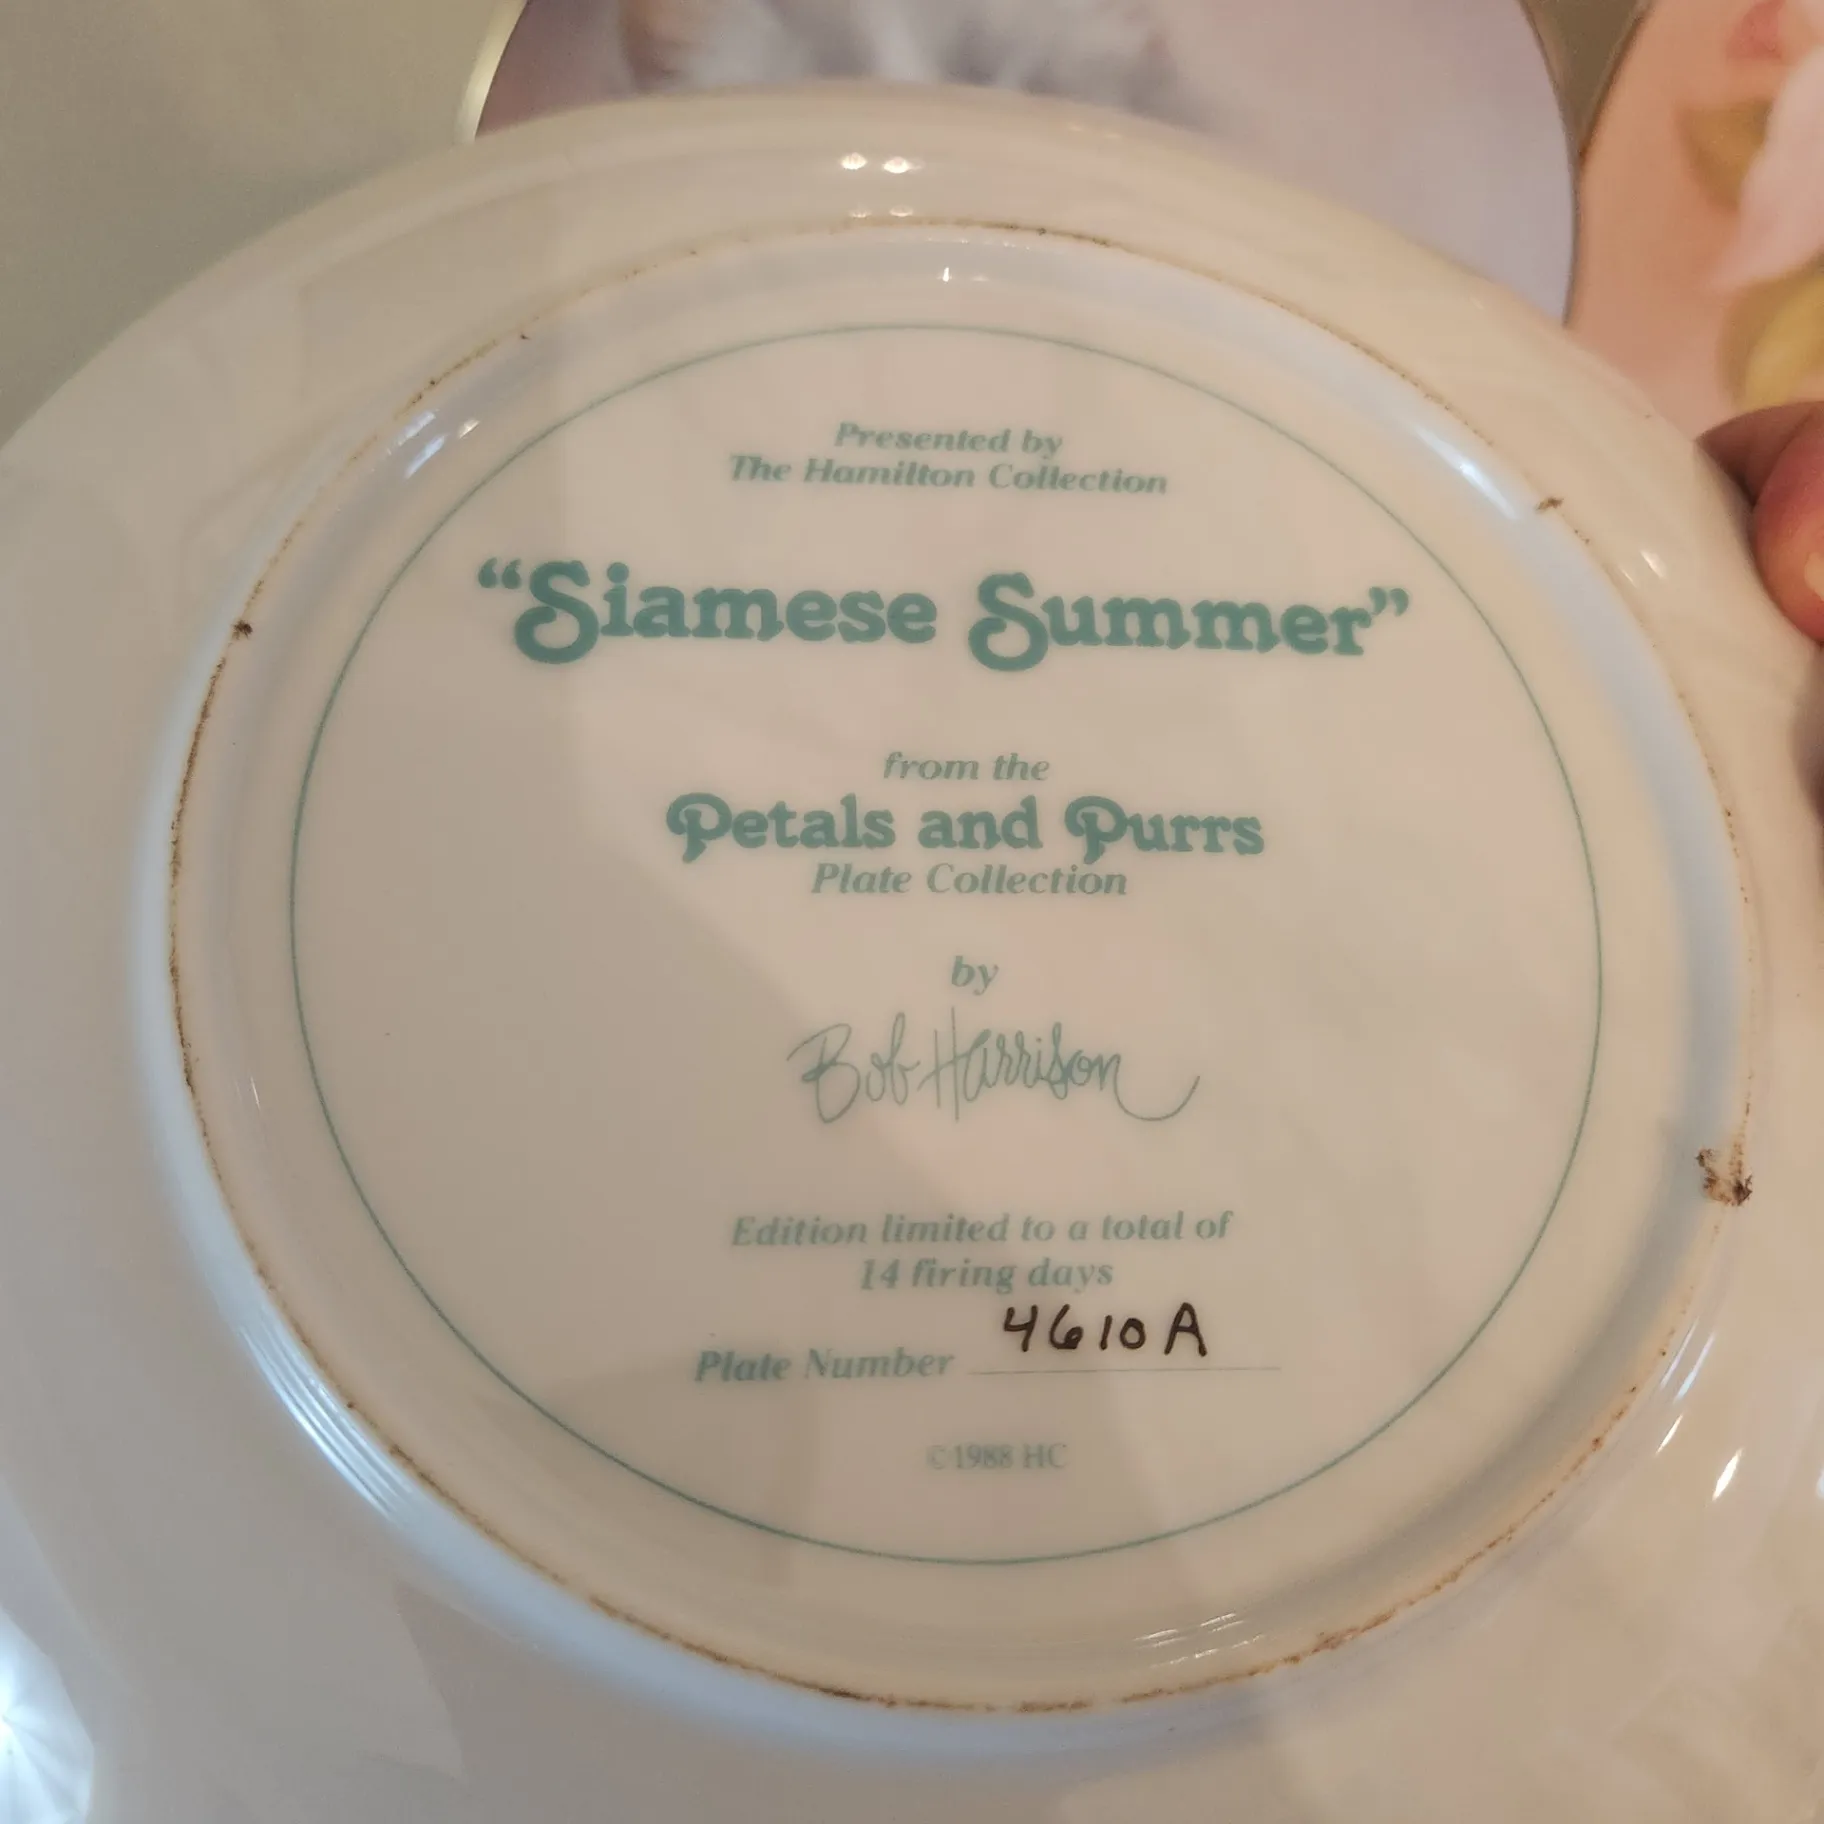 Presented by
The Hamilton Collection
“Siamese Summer”
from the
Petals and Purrs
Plate Collection
by
Bob Harrison
Edition limited to a total of
14 firing days
Plate Number 4610A
©1988 HC